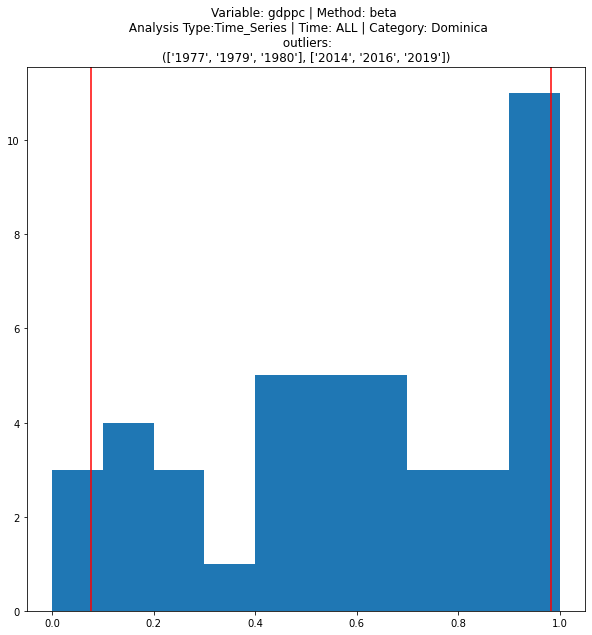 Variable: gdppc | Method: beta
Analysis Type:Time_Series | Time: ALL | Category: Dominica
outliers:
(['1977', '1979', '1980'], ['2014', '2016', '2019'])
10
8
6
4
2
0
0.0 0.2 0.4 0.6 0.8 1.0